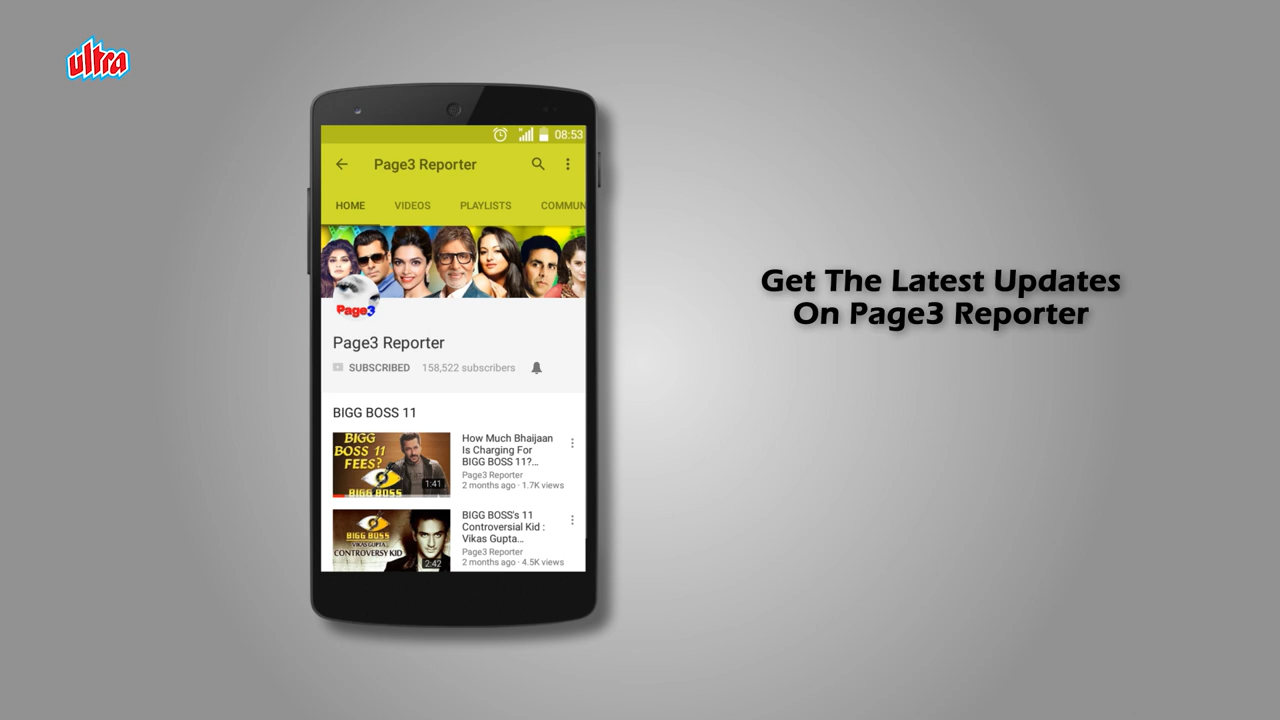 ultra
08:53
Page3 Reporter
HOME VIDEOS PLAYLISTS COMMUN
Page3
Page3 Reporter
SUBSCRIBED 158,522 subscribers
BIGG BOSS 11
BIGG
BOSS 11
FEES?
BIGG BOSS
1:41
How Much Bhaijaan
Is Charging For
BIGG BOSS 11?...
Page3 Reporter
2 months ago · 1.7K views
BIGG BOSS
VIKAS GUPTA...
CONTROVERSY KID
2:42
BIGG BOSS's 11
Controversial Kid :
Vikas Gupta...
Page3 Reporter
2 months ago · 4.5K views
Get The Latest Updates
On Page3 Reporter